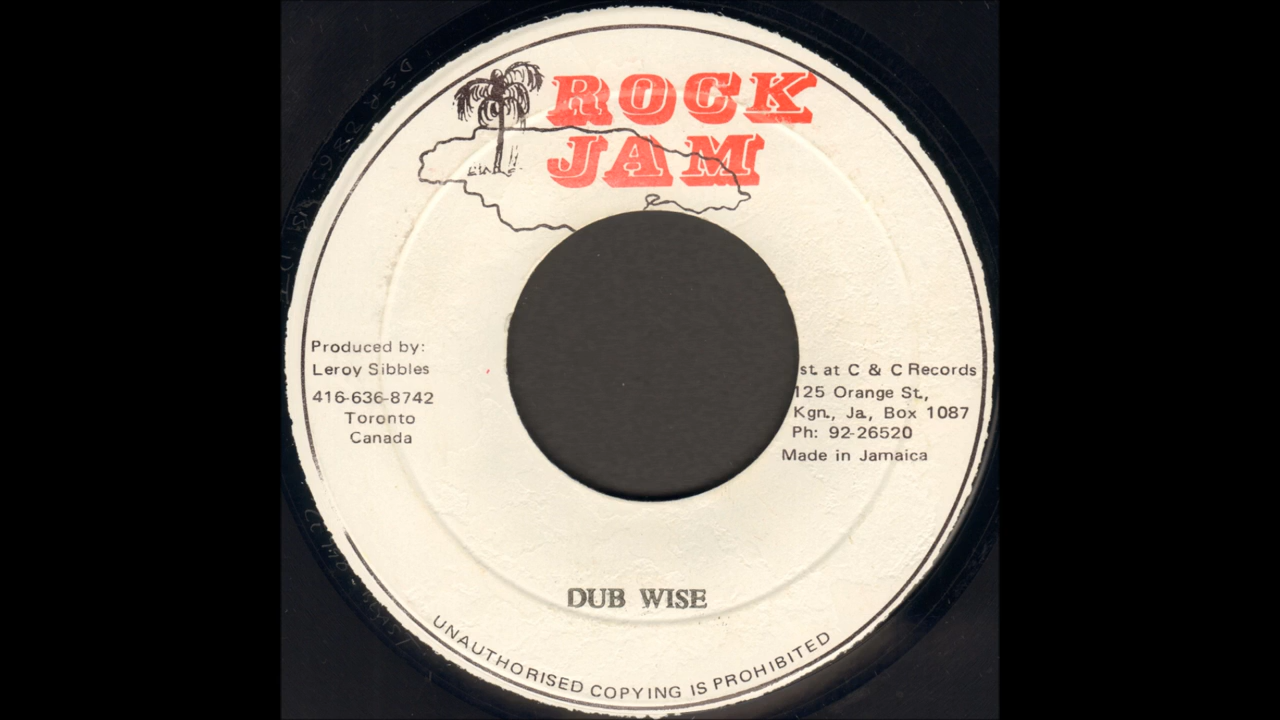 ROCK
JAM
Produced by:
Leroy Sibbles
416-636-8742
Toronto
Canada
st. at C & C Records
125 Orange St.,
Kgn., Ja., Box 1087
Ph: 92-26520
Made in Jamaica
DUB WISE
UNAUTHORISED COPYING IS PROHIBITED